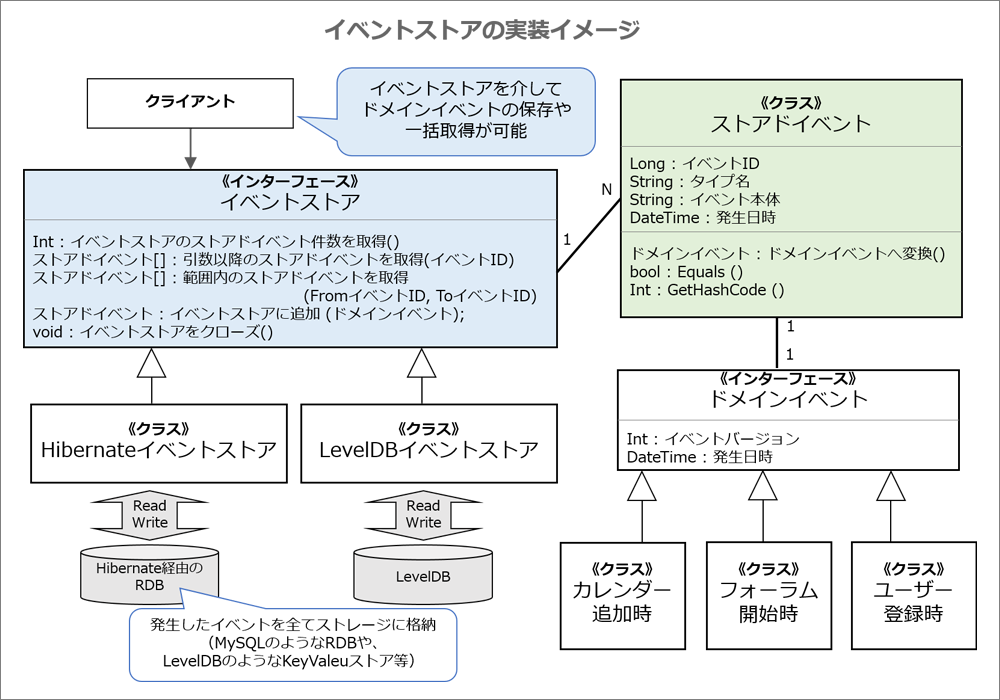 イベントストアの実装イメージ
クライアント
イベントストアを介して
ドメインイベントの保存や
一括取得が可能
《インターフェース》
イベントストア
Int : イベントストアのストアドイベント件数を取得()
ストアドイベント[] : 引数以降のストアドイベントを取得(イベントID)
ストアドイベント[] : 範囲内のストアドイベントを取得
(FromイベントID, ToイベントID)
ストアドイベント : イベントストアに追加 (ドメインイベント);
void : イベントストアをクローズ()
1
N
《クラス》
ストアドイベント
Long : イベントID
String : タイプ名
String : イベント本体
DateTime : 発生日時
ドメインイベント : ドメインイベントへ変換()
bool : Equals ()
Int : GetHashCode ()
1
1
《インターフェース》
ドメインイベント
Int : イベントバージョン
DateTime : 発生日時
《クラス》
Hibernateイベントストア
《クラス》
LevelDBイベントストア
Read
Write
Read
Write
Hibernate経由の
RDB
LevelDB
発生したイベントを全てストレージに格納
（MySQLのようなRDBや、
LevelDBのようなKeyValeuストア等）
《クラス》
カレンダー
追加時
《クラス》
フォーラム
開始時
《クラス》
ユーザー
登録時